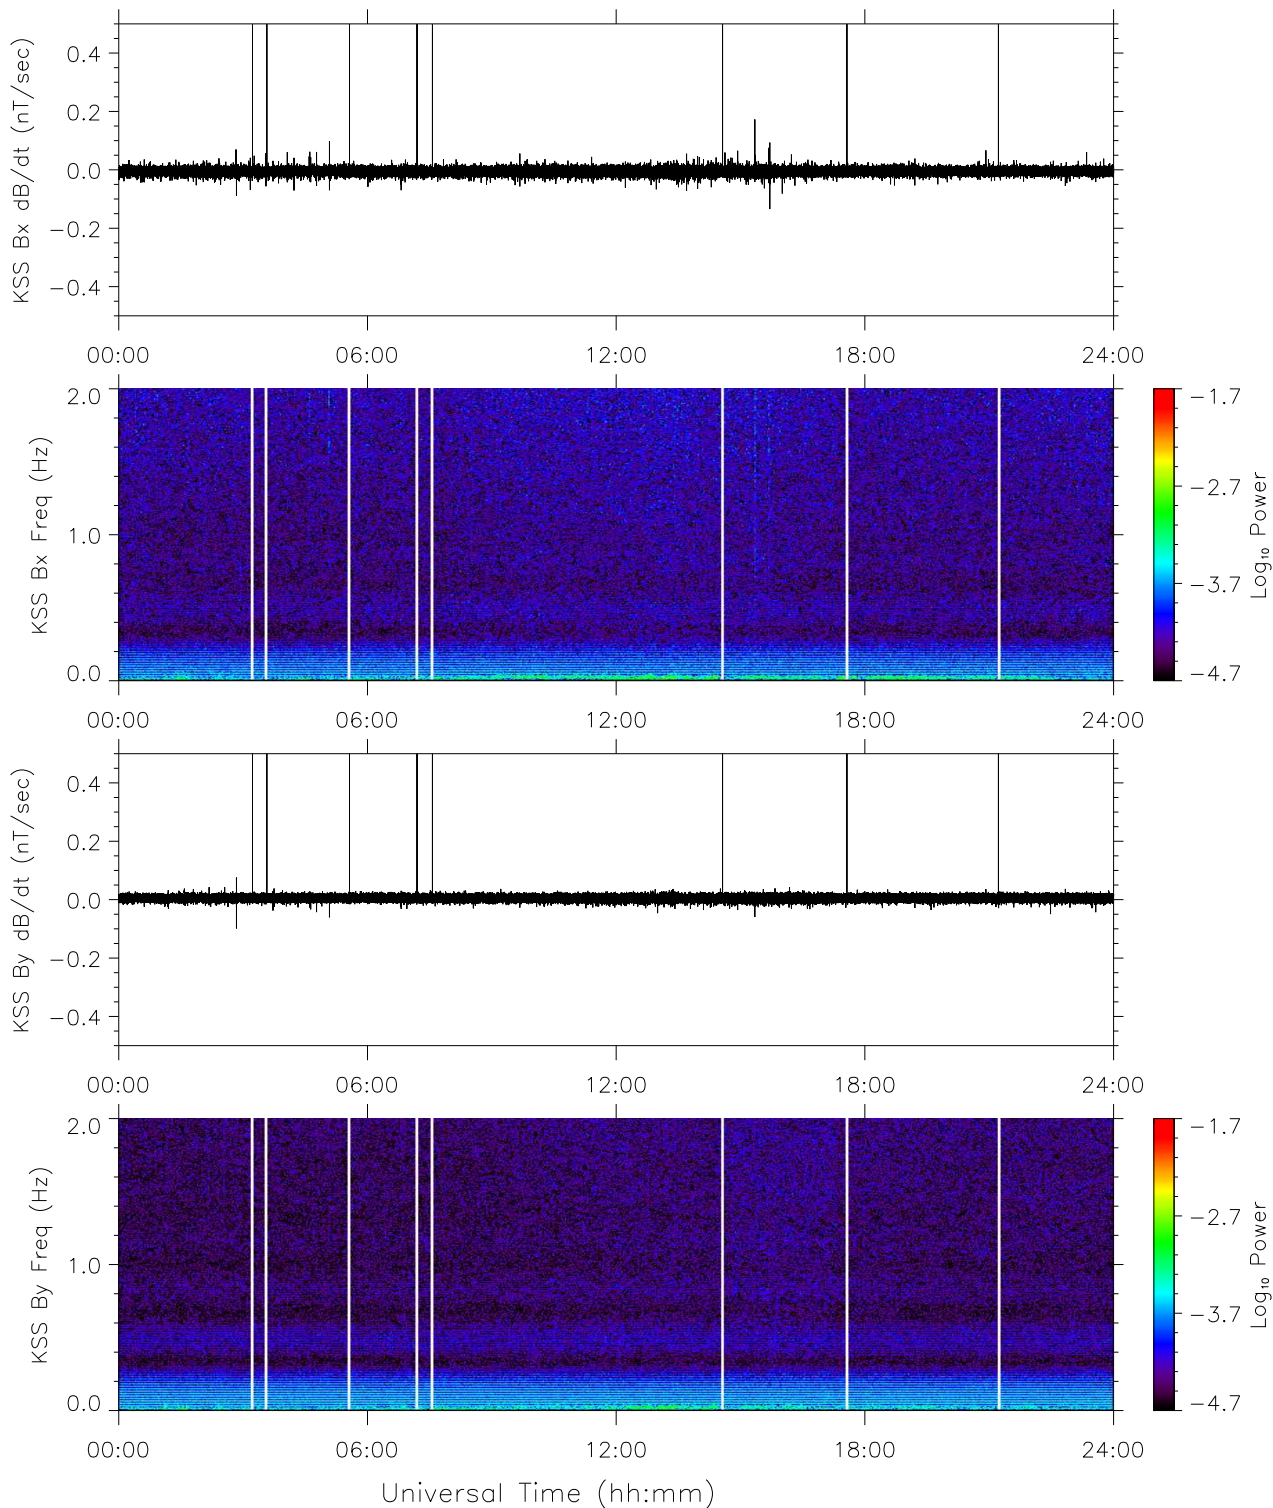 KSS Bx dB/dt (nT/sec)
0.4
0.2
0.0
−0.2
−0.4
00:00 06:00 12:00 18:00 24:00
KSS Bx Freq (Hz)
2.0
1.0
0.0
−1.7
−2.7
−3.7
−4.7
Log₁₀ Power
00:00 06:00 12:00 18:00 24:00
KSS By dB/dt (nT/sec)
0.4
0.2
0.0
−0.2
−0.4
00:00 06:00 12:00 18:00 24:00
KSS By Freq (Hz)
2.0
1.0
0.0
−1.7
−2.7
−3.7
−4.7
Log₁₀ Power
00:00 06:00 12:00 18:00 24:00
Universal Time (hh:mm)